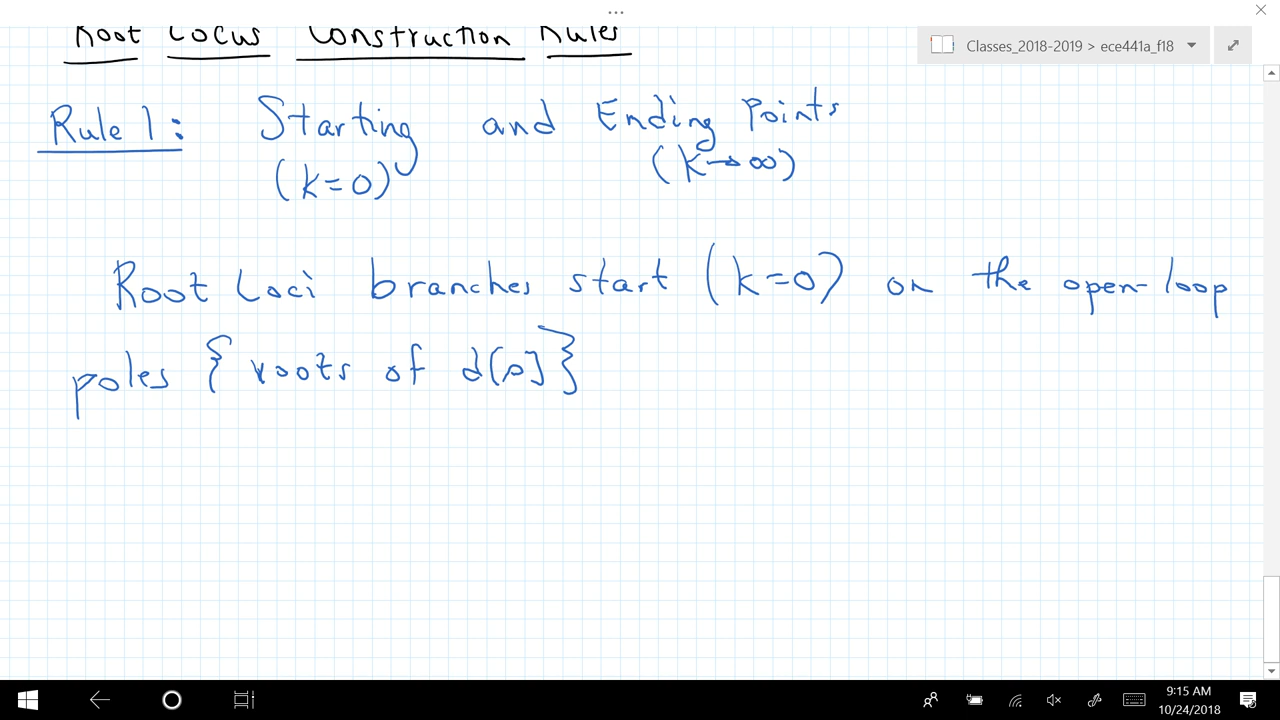 Root Locus Construction Rules
Classes_2018-2019 > ece441a_f18
Rule 1: Starting and Ending Points
(k=0) (k→∞)
Root Loci branches start (k=0) on the open-loop
poles { roots of d(s) }
9:15 AM
10/24/2018